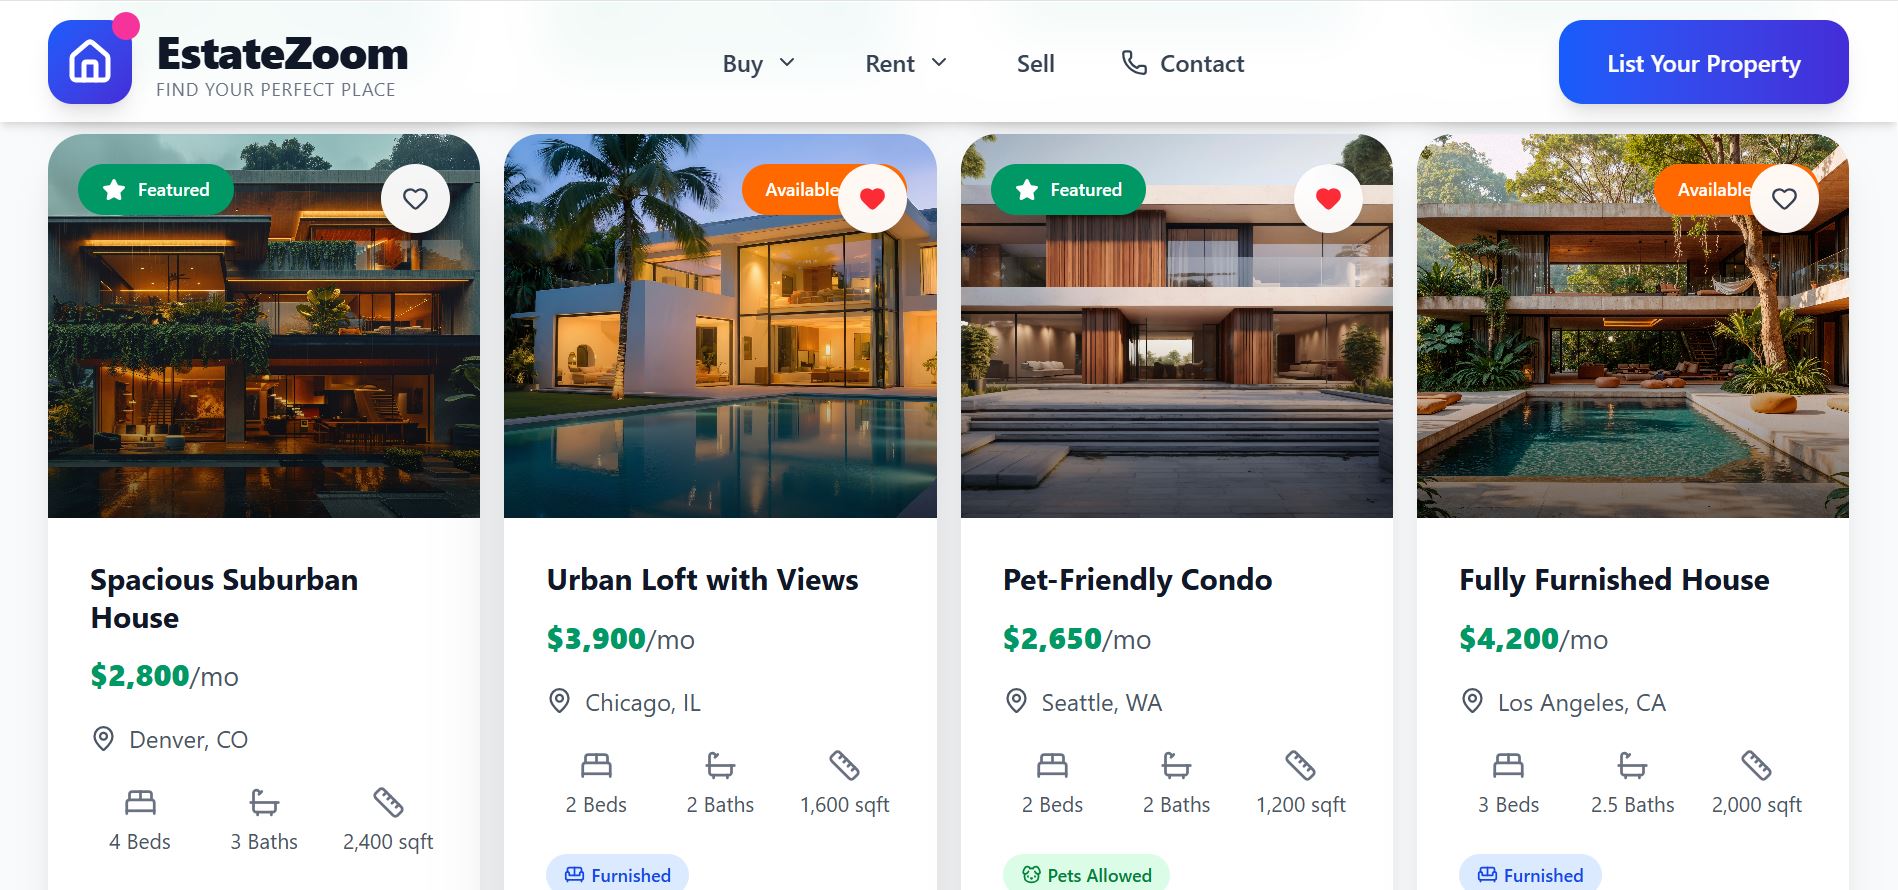 EstateZoom
FIND YOUR PERFECT PLACE
Buy
Rent
Sell
Contact
List Your Property
Featured
Spacious Suburban
House
$2,800/mo
Denver, CO
4 Beds
3 Baths
2,400 sqft
Available
Urban Loft with Views
$3,900/mo
Chicago, IL
2 Beds
2 Baths
1,600 sqft
Furnished
Featured
Pet-Friendly Condo
$2,650/mo
Seattle, WA
2 Beds
2 Baths
1,200 sqft
Pets Allowed
Available
Fully Furnished House
$4,200/mo
Los Angeles, CA
3 Beds
2.5 Baths
2,000 sqft
Furnished